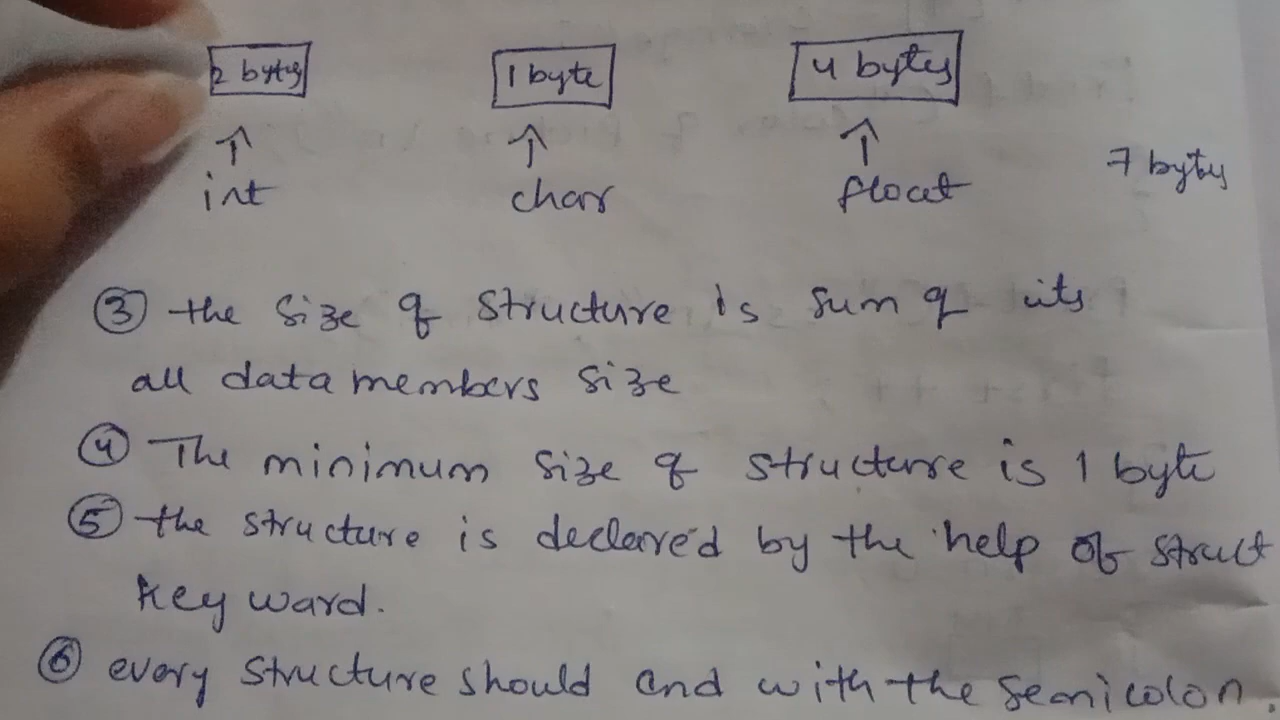 2 bytes 1 byte 4 bytes
int char float
7 bytes
③ the size of structure is sum of its
all data members size
④ The minimum size of structure is 1 byte
⑤ the structure is declared by the help of struct
key ward.
⑥ every structure should end with the semicolon.